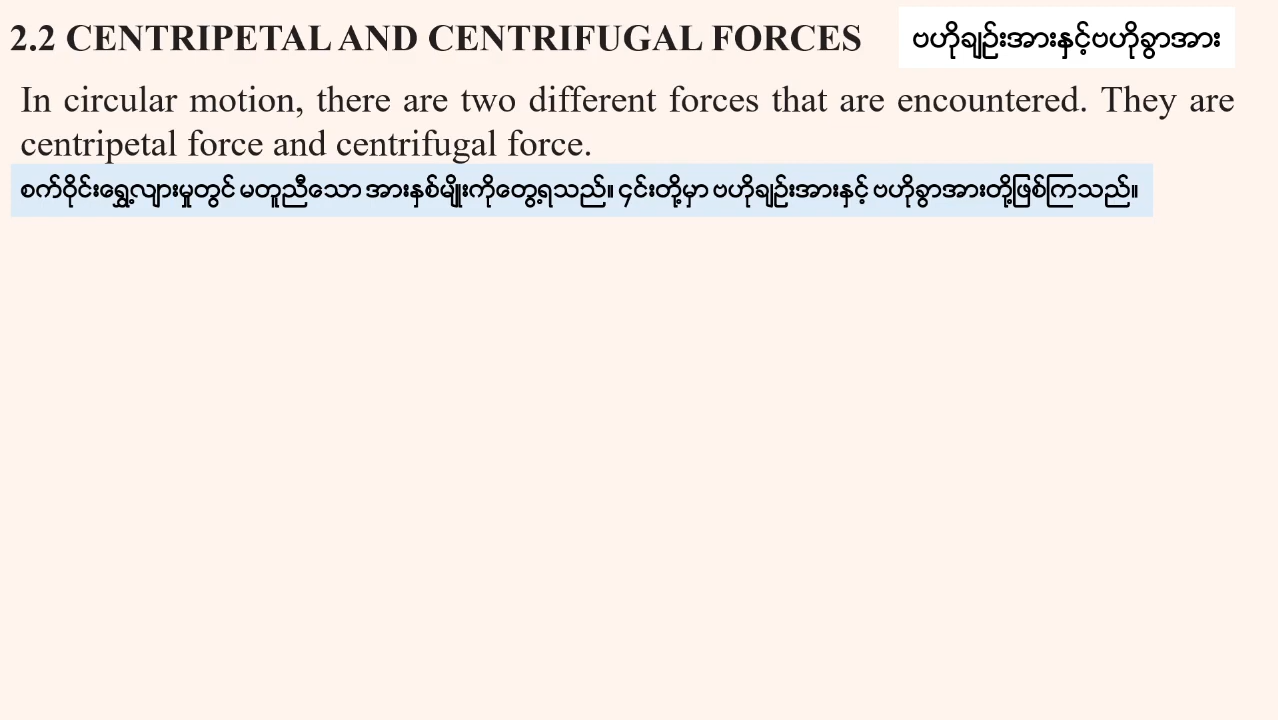 2.2 CENTRIPETAL AND CENTRIFUGAL FORCES ဗဟိုချဉ်းအားနှင့်ဗဟိုခွာအား
In circular motion, there are two different forces that are encountered. They are
centripetal force and centrifugal force.
စက်ဝိုင်းရွေ့လျားမှုတွင် မတူညီသော အားနှစ်မျိုးကိုတွေ့ရသည်။ ၄င်းတို့မှာ ဗဟိုချဉ်းအားနှင့် ဗဟိုခွာအားတို့ဖြစ်ကြသည်။